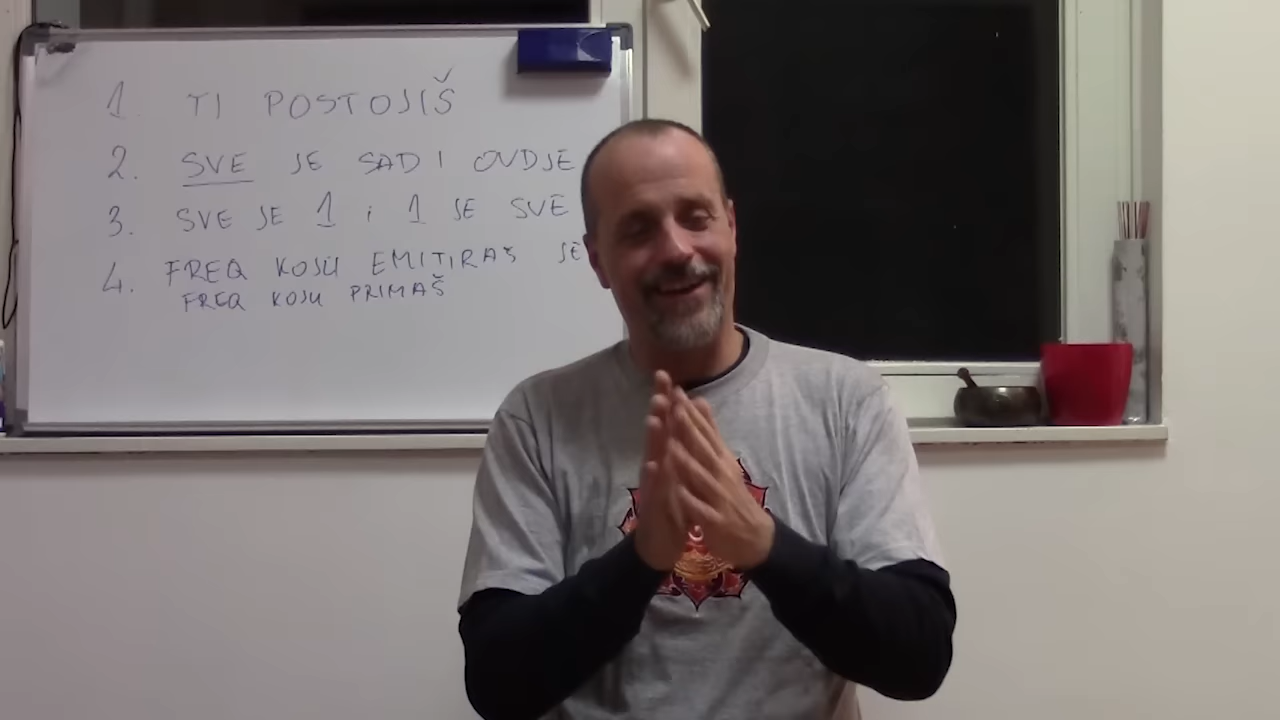 1. TI POSTOJIŠ
2. SVE JE SAD I OVDJE
3. SVE JE 1 i 1 JE SVE
4. FREQ KOJU EMITIRAŠ JE
FREQ KOJU PRIMAŠ